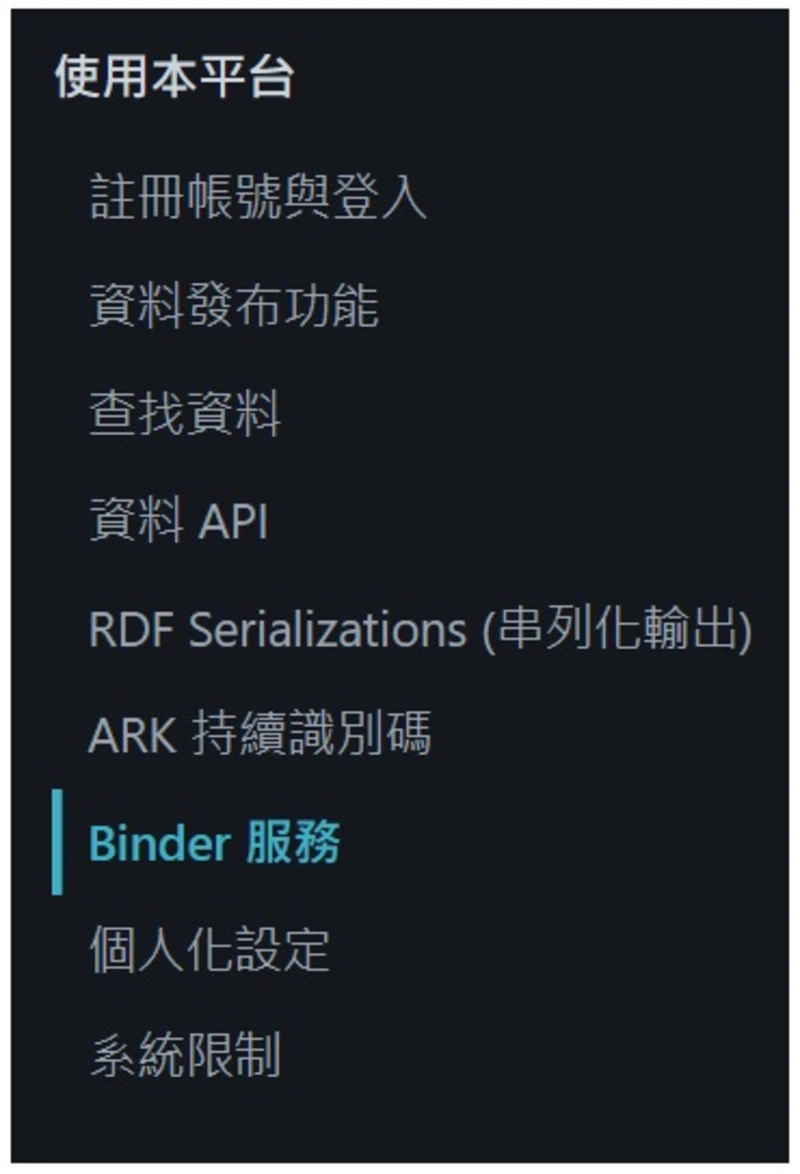 使用本平台
註冊帳號與登入
資料發布功能
查找資料
資料 API
RDF Serializations (串列化輸出)
ARK 持續識別碼
Binder 服務
個人化設定
系統限制